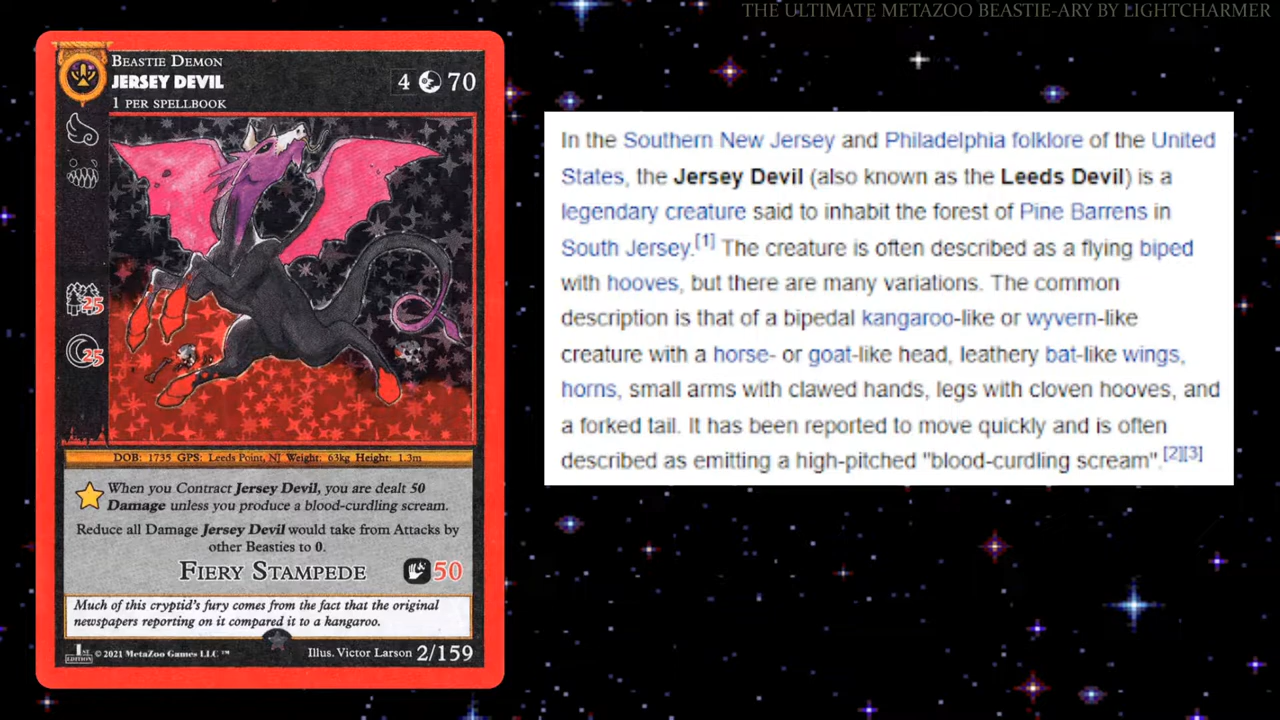 THE ULTIMATE METAZOO BEASTIE-ARY BY LIGHTCHARMER
BEASTIE DEMON
JERSEY DEVIL
4 70
1 PER SPELLBOOK
25
25
DOB: 1735 GPS: Leeds Point, NJ Weight: 63kg Height: 1.3m
When you Contract Jersey Devil, you are dealt 50
Damage unless you produce a blood-curdling scream.
Reduce all Damage Jersey Devil would take from Attacks by
other Beasties to 0.
FIERY STAMPEDE 50
Much of this cryptid's fury comes from the fact that the original
newspapers reporting on it compared it to a kangaroo.
1ST EDITION © 2021 MetaZoo Games LLC ™ Illus. Victor Larson 2/159
In the Southern New Jersey and Philadelphia folklore of the United
States, the Jersey Devil (also known as the Leeds Devil) is a
legendary creature said to inhabit the forest of Pine Barrens in
South Jersey.[1] The creature is often described as a flying biped
with hooves, but there are many variations. The common
description is that of a bipedal kangaroo-like or wyvern-like
creature with a horse- or goat-like head, leathery bat-like wings,
horns, small arms with clawed hands, legs with cloven hooves, and
a forked tail. It has been reported to move quickly and is often
described as emitting a high-pitched "blood-curdling scream".[2][3]